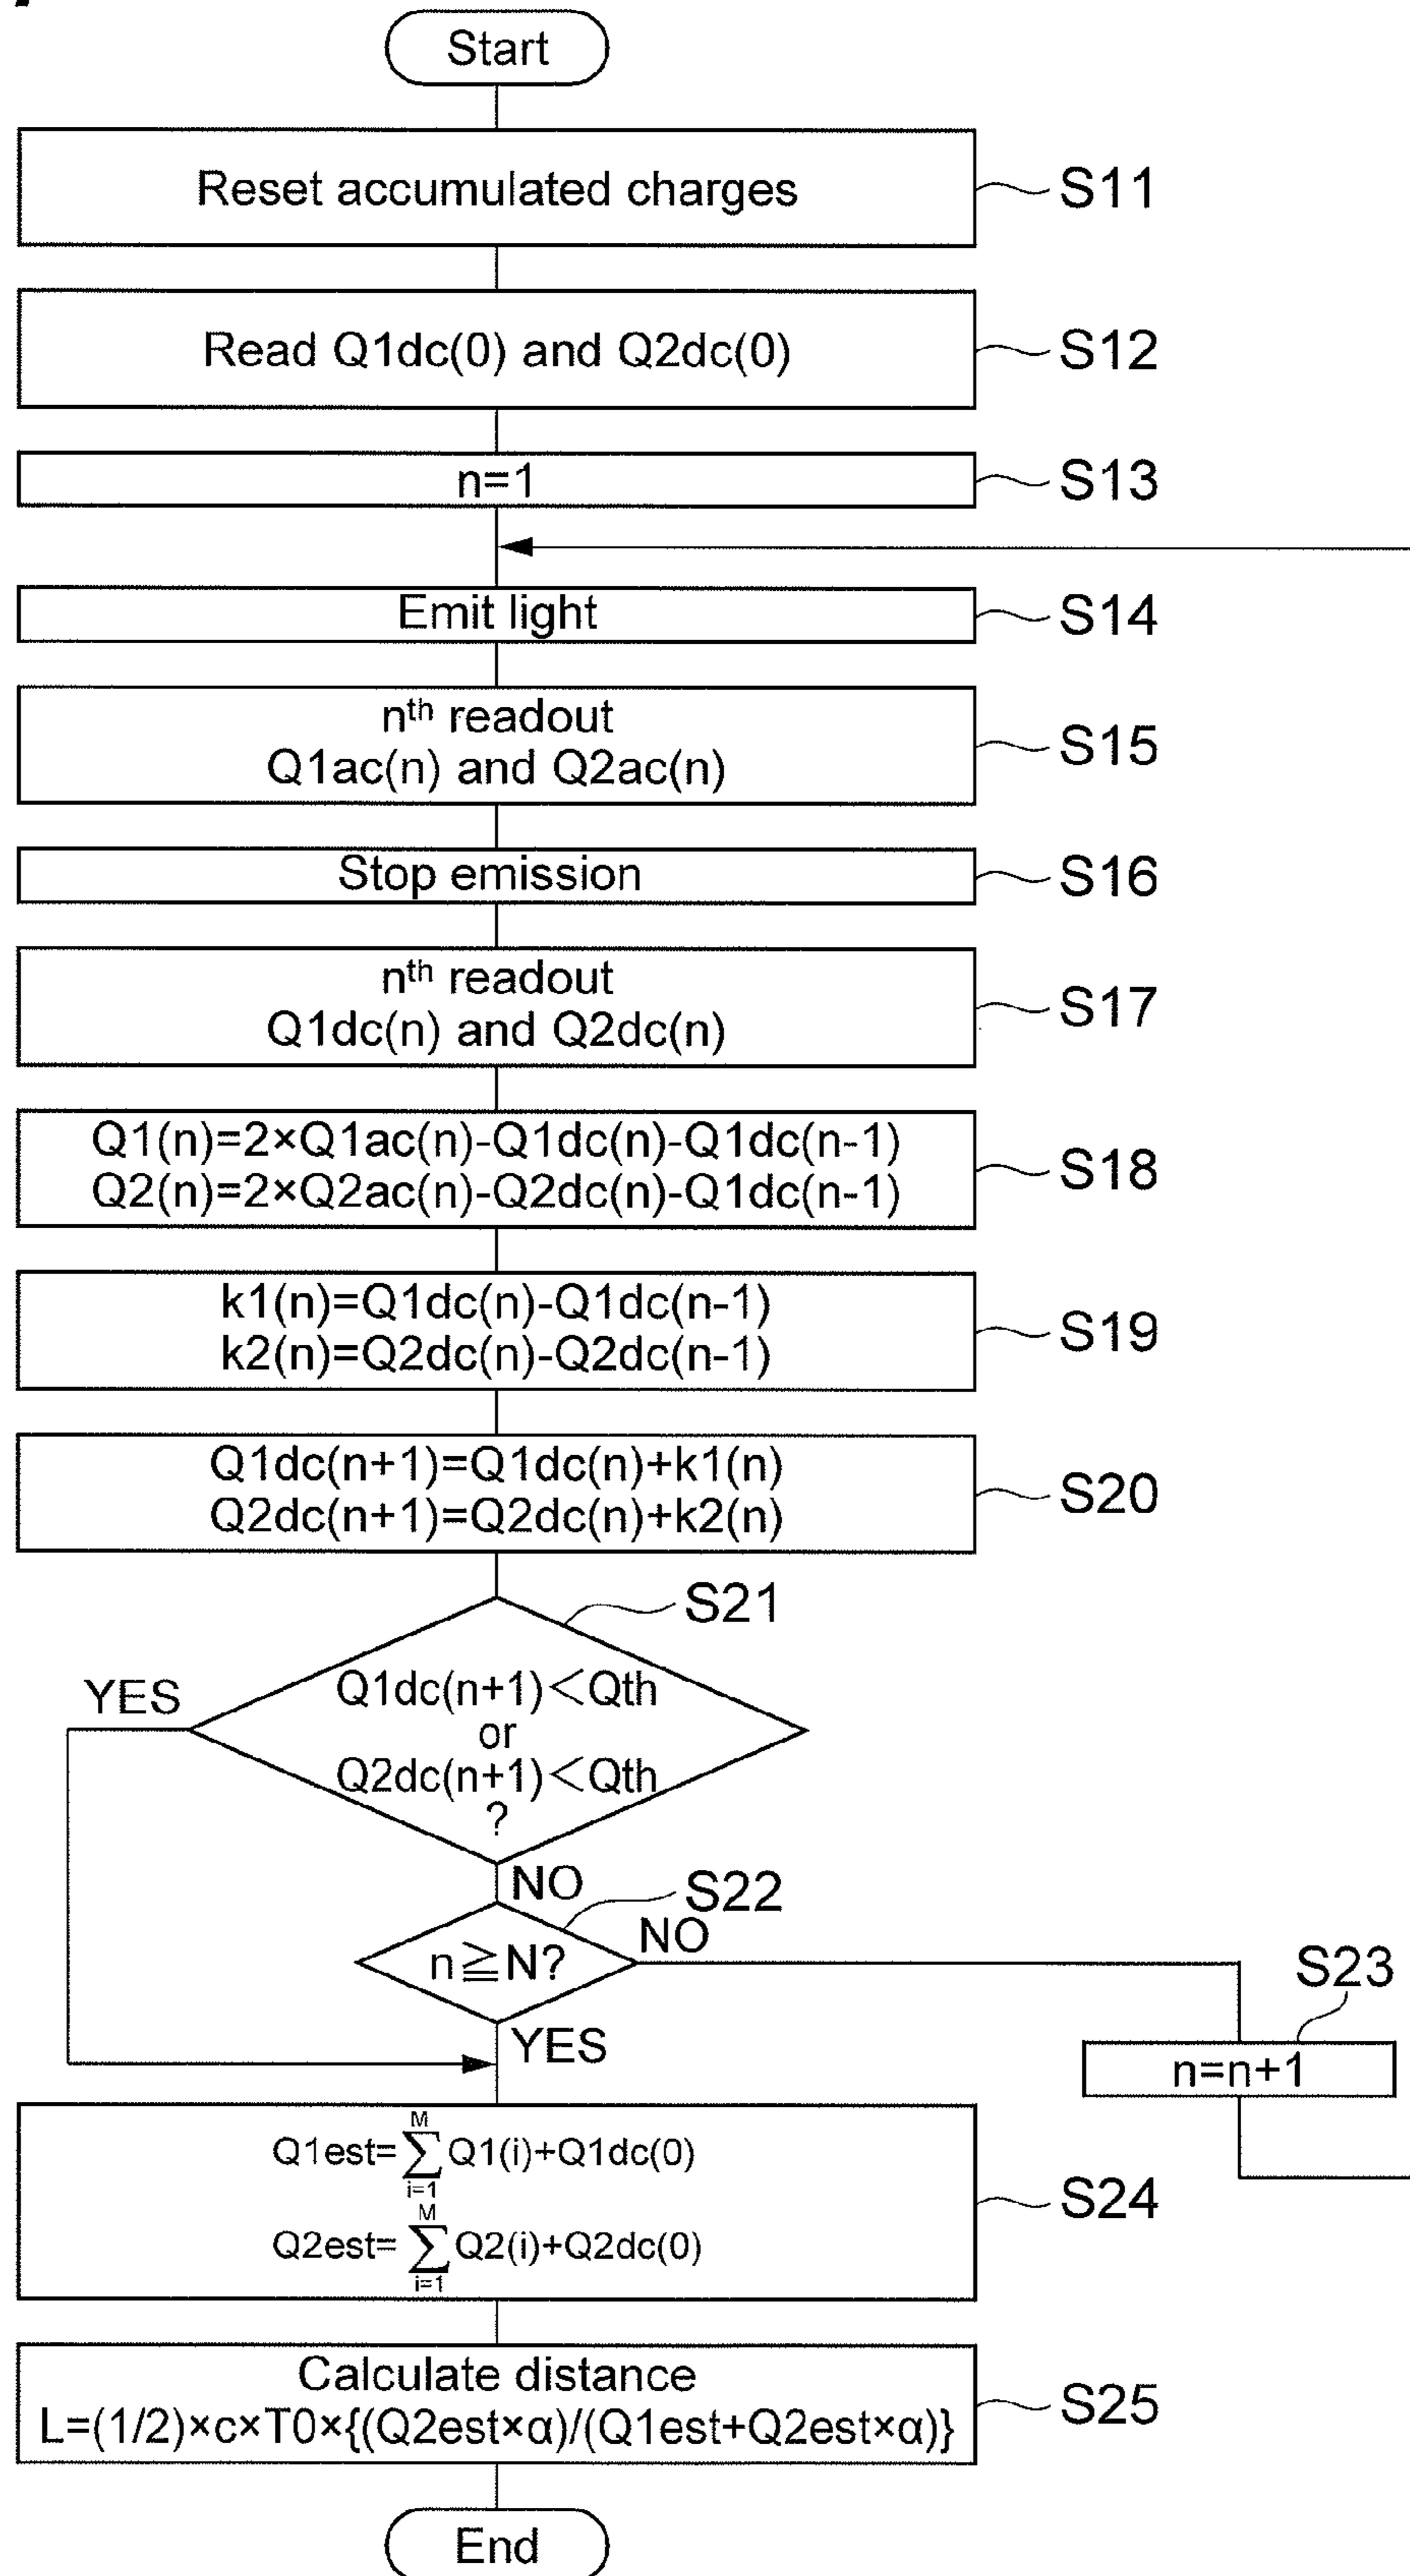 Start
Reset accumulated charges
S11
Read Q1dc(0) and Q2dc(0)
S12
n=1
S13
Emit light
S14
nth readout
Q1ac(n) and Q2ac(n)
S15
Stop emission
S16
nth readout
Q1dc(n) and Q2dc(n)
S17
Q1(n)=2×Q1ac(n)-Q1dc(n)-Q1dc(n-1)
Q2(n)=2×Q2ac(n)-Q2dc(n)-Q1dc(n-1)
S18
k1(n)=Q1dc(n)-Q1dc(n-1)
k2(n)=Q2dc(n)-Q2dc(n-1)
S19
Q1dc(n+1)=Q1dc(n)+k1(n)
Q2dc(n+1)=Q2dc(n)+k2(n)
S20
S21
YES
Q1dc(n+1)<Qth
or
Q2dc(n+1)<Qth
?
NO
S22
n≧N?
NO
S23
YES
n=n+1
Q1est=∑Q1(i)+Q1dc(0)
M
i=1
Q2est=∑Q2(i)+Q2dc(0)
M
i=1
S24
Calculate distance
L=(1/2)×c×T0×{(Q2est×α)/(Q1est+Q2est×α)}
S25
End